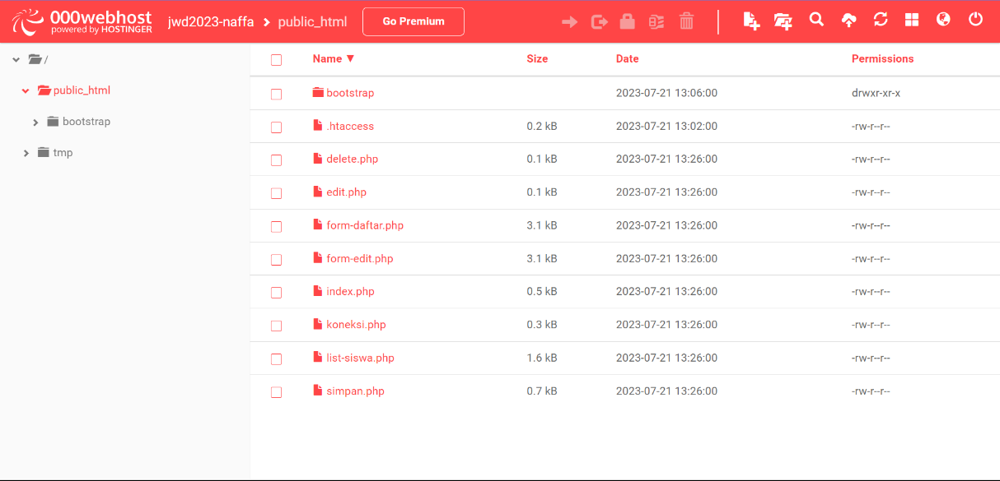 000webhost
powered by HOSTINGER
jwd2023-naffa > public_html
Go Premium
/
public_html
bootstrap
tmp
Name ▼ Size Date Permissions
bootstrap 2023-07-21 13:06:00 drwxr-xr-x
.htaccess 0.2 kB 2023-07-21 13:02:00 -rw-r--r--
delete.php 0.1 kB 2023-07-21 13:26:00 -rw-r--r--
edit.php 0.1 kB 2023-07-21 13:26:00 -rw-r--r--
form-daftar.php 3.1 kB 2023-07-21 13:26:00 -rw-r--r--
form-edit.php 3.1 kB 2023-07-21 13:26:00 -rw-r--r--
index.php 0.5 kB 2023-07-21 13:26:00 -rw-r--r--
koneksi.php 0.3 kB 2023-07-21 13:26:00 -rw-r--r--
list-siswa.php 1.6 kB 2023-07-21 13:26:00 -rw-r--r--
simpan.php 0.7 kB 2023-07-21 13:26:00 -rw-r--r--